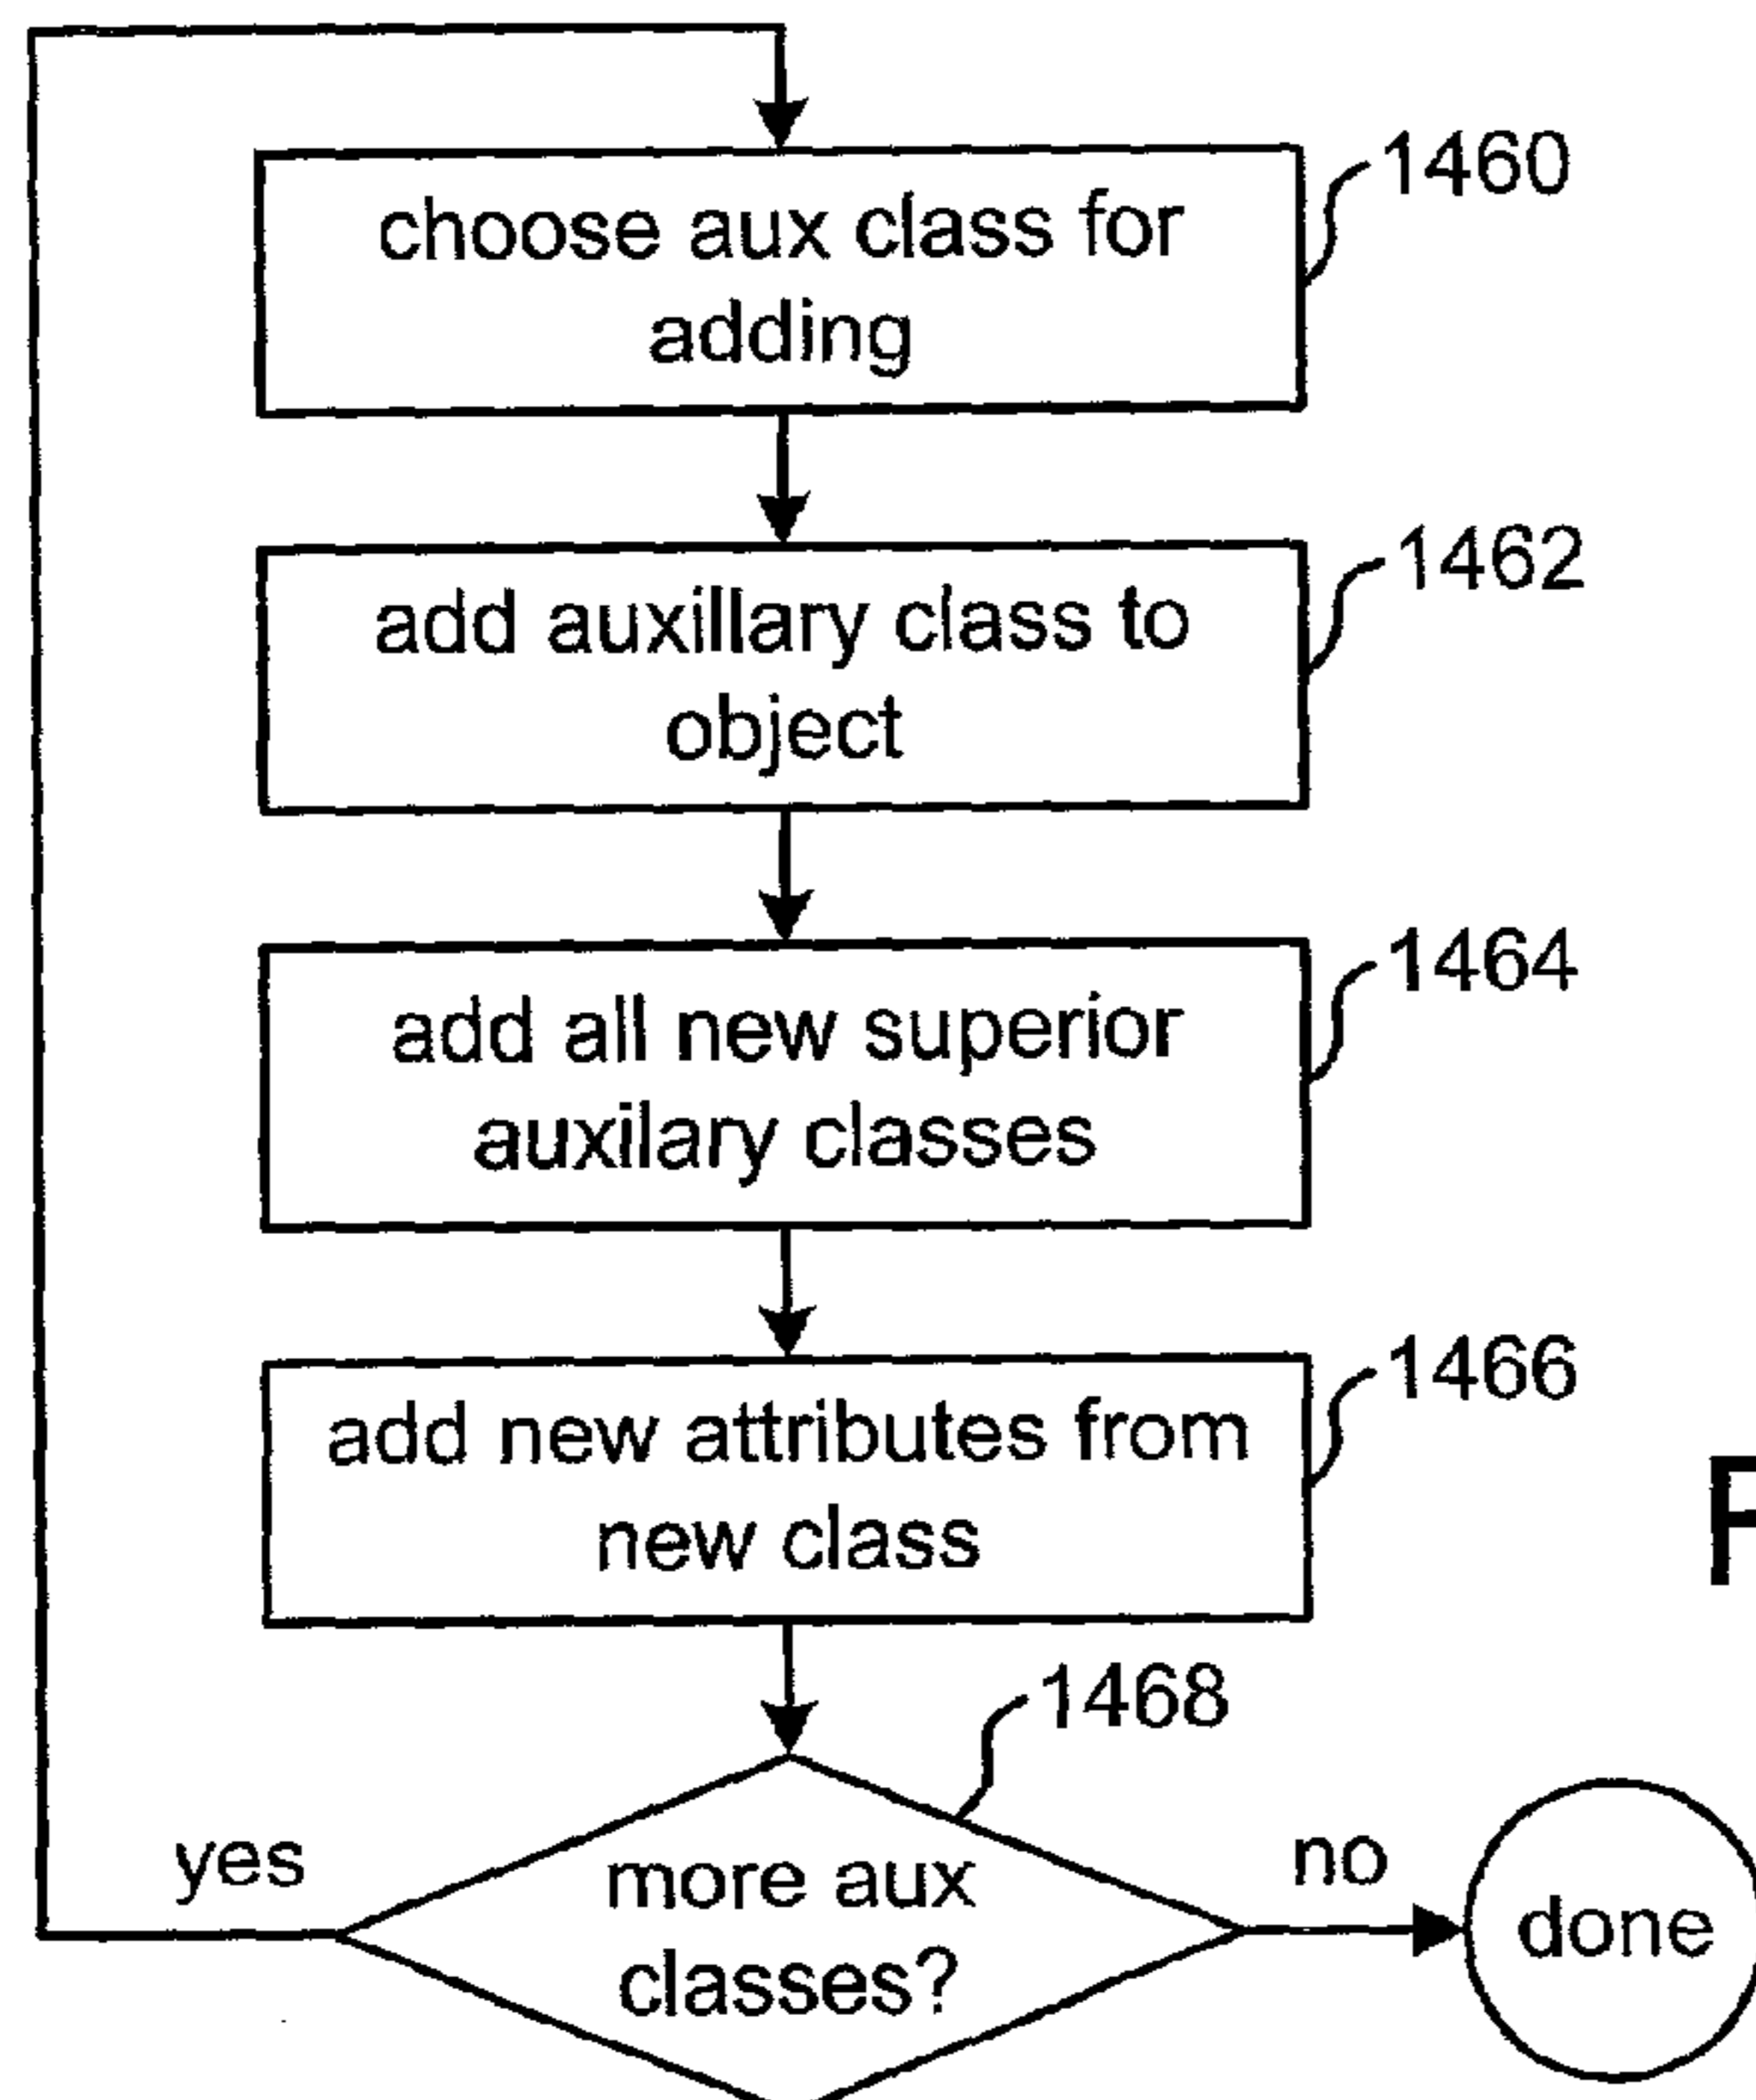 choose aux class for
adding
1460
add auxillary class to
object
1462
add all new superior
auxilary classes
1464
add new attributes from
new class
1466
1468
yes
more aux
classes?
no
done